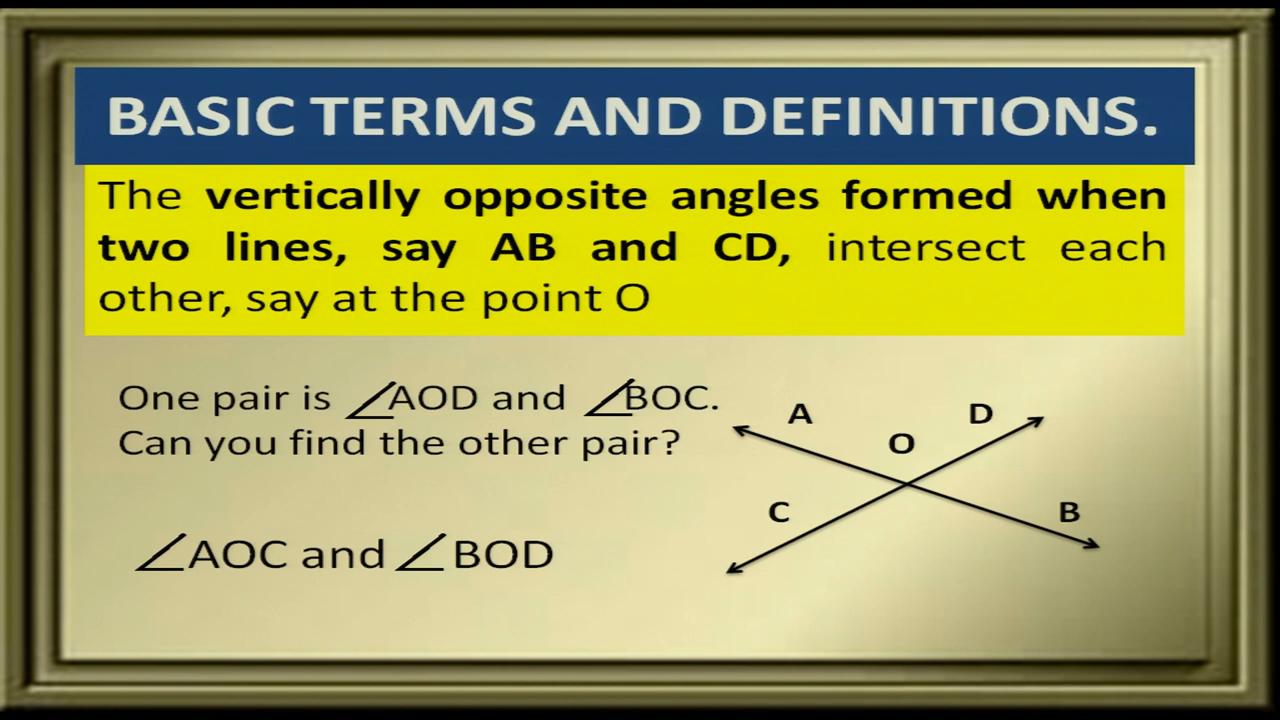 BASIC TERMS AND DEFINITIONS.
The vertically opposite angles formed when
two lines, say AB and CD, intersect each
other, say at the point O
One pair is ∠AOD and ∠BOC.
Can you find the other pair?
∠AOC and ∠BOD
A
D
O
C
B